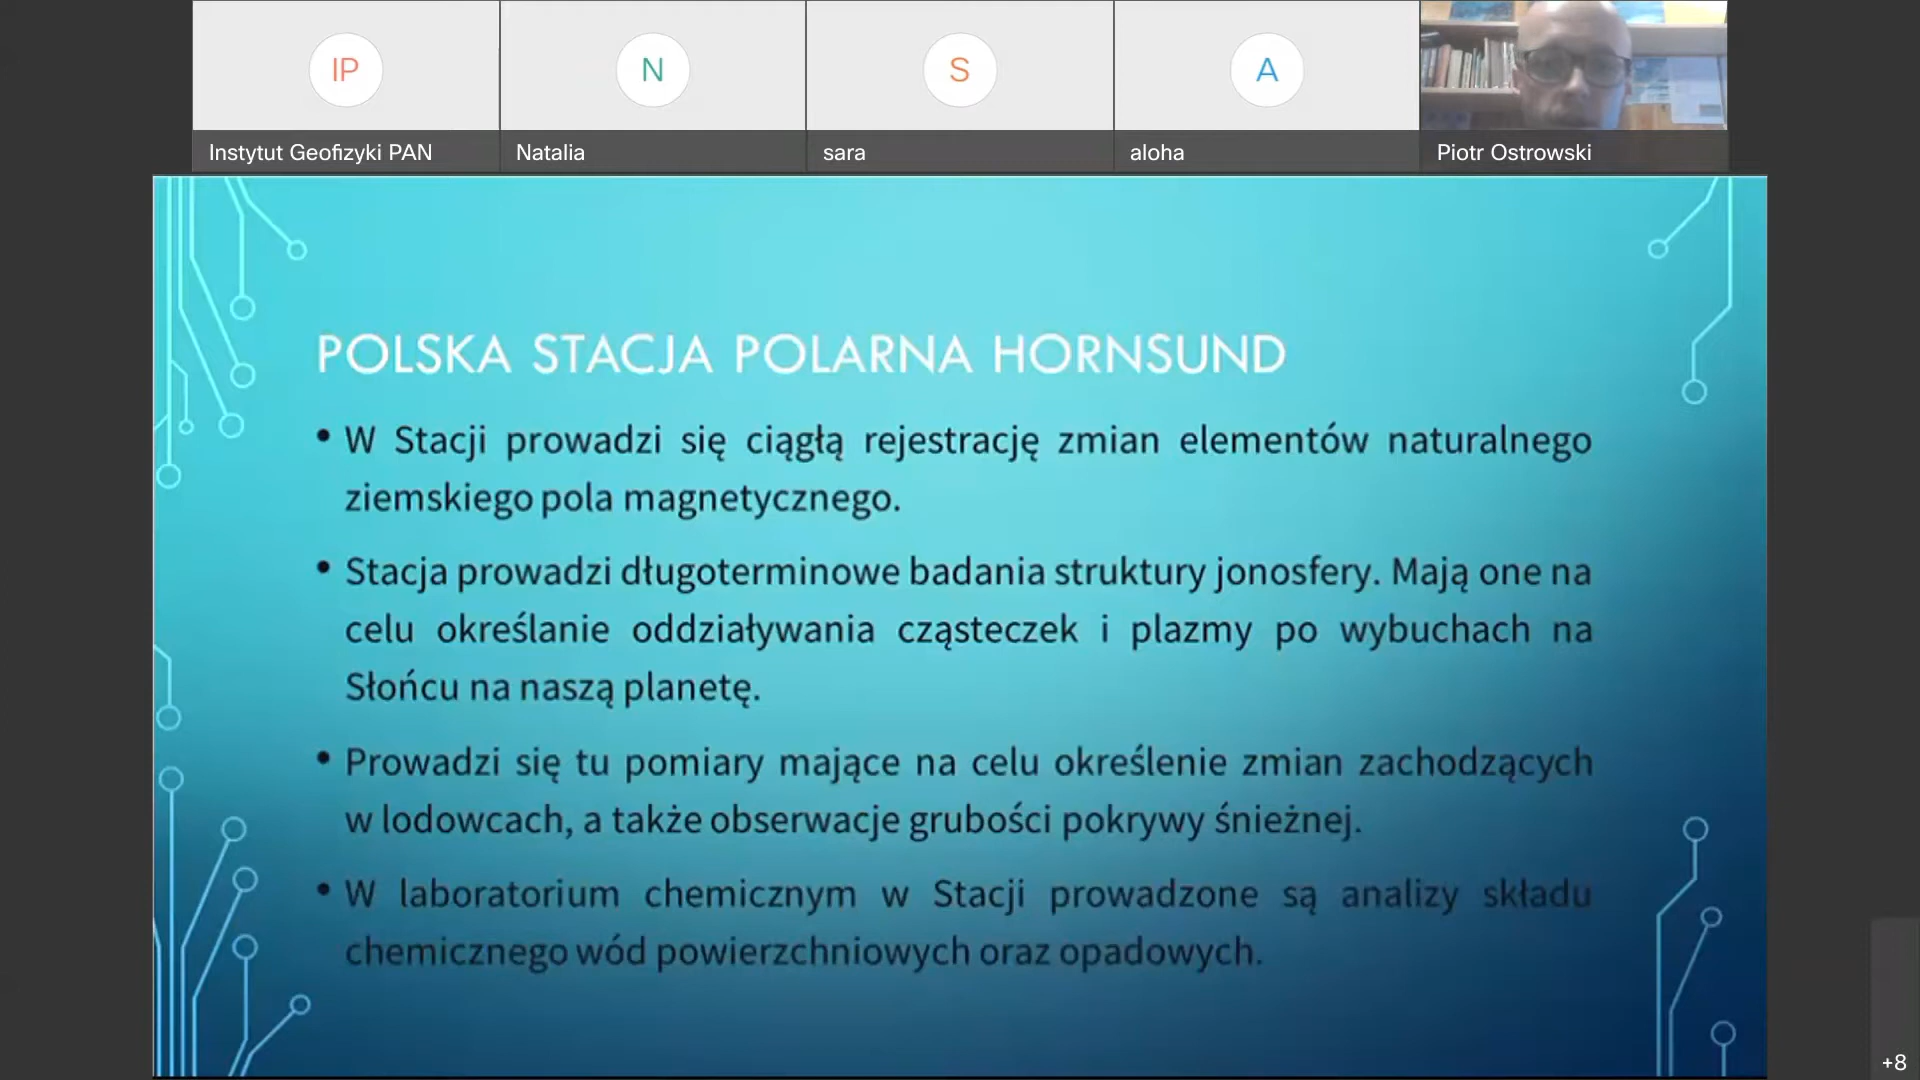 IP
N
S
A
Instytut Geofizyki PAN
Natalia
sara
aloha
Piotr Ostrowski
POLSKA STACJA POLARNA HORNSUND
• W Stacji prowadzi się ciągłą rejestrację zmian elementów naturalnego
ziemskiego pola magnetycznego.
• Stacja prowadzi długoterminowe badania struktury jonosfery. Mają one na
celu określanie oddziaływania cząsteczek i plazmy po wybuchach na
Słońcu na naszą planetę.
• Prowadzi się tu pomiary mające na celu określenie zmian zachodzących
w lodowcach, a także obserwacje grubości pokrywy śnieżnej.
• W laboratorium chemicznym w Stacji prowadzone są analizy składu
chemicznego wód powierzchniowych oraz opadowych.
+8